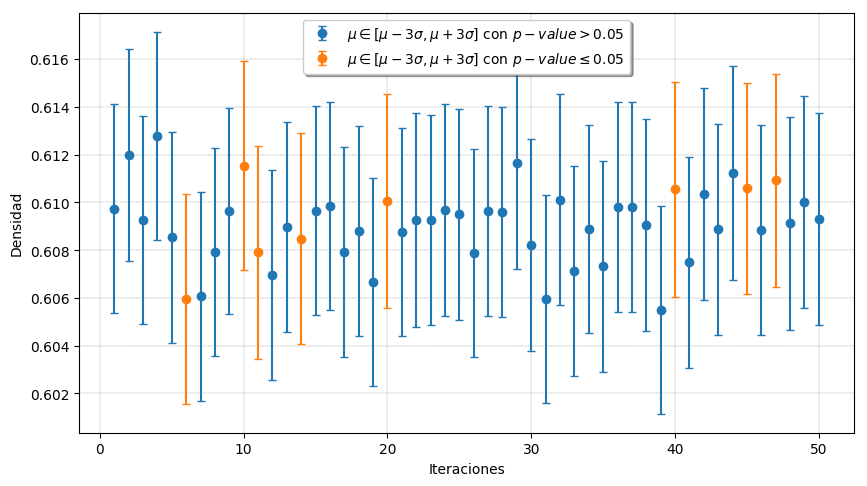 μ ∈ [μ − 3σ, μ + 3σ] con p − value > 0.05
μ ∈ [μ − 3σ, μ + 3σ] con p − value ≤ 0.05
0.616
0.614
0.612
0.610
0.608
0.606
0.604
0.602
Densidad
0 10 20 30 40 50
Iteraciones